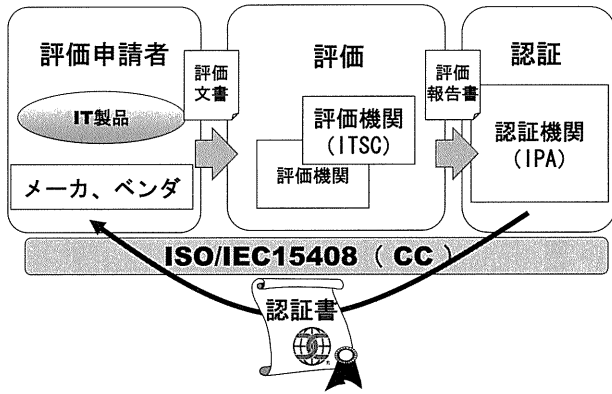 評価申請者
IT製品
メーカ、ベンダ
評価
文書
評価
評価機関
(ITSC)
評価機関
評価
報告書
認証
認証機関
(IPA)
ISO/IEC15408 ( CC )
認証書